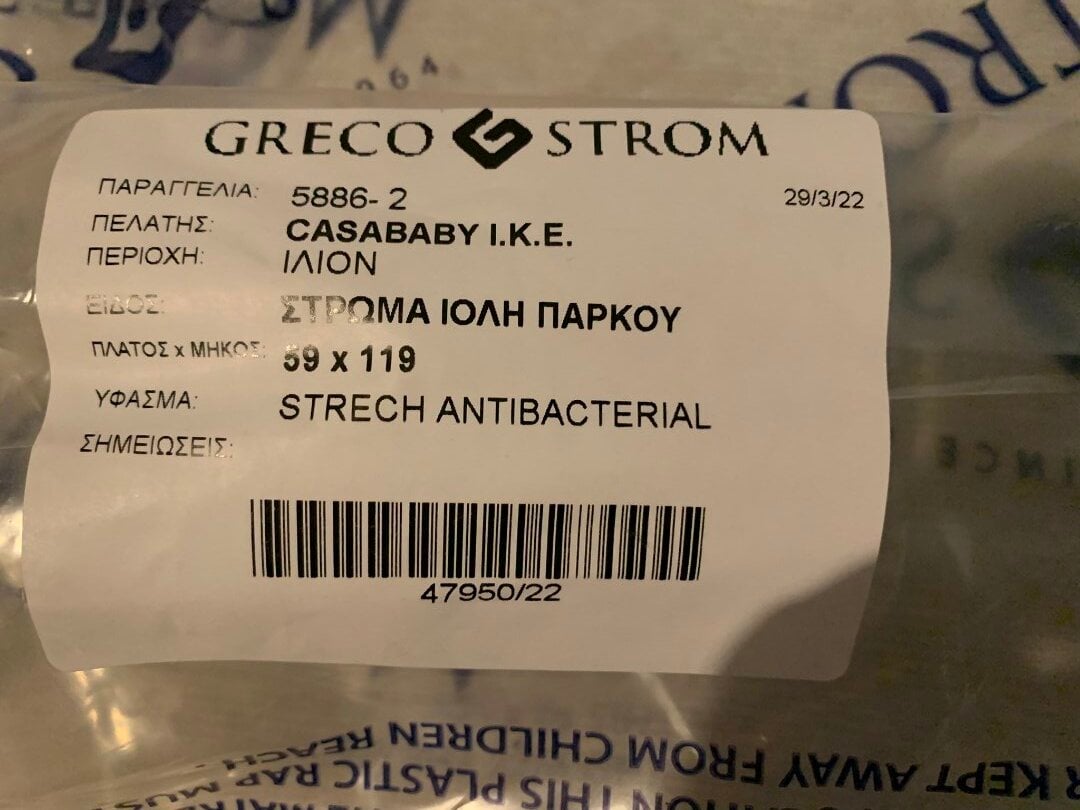 GRECO STROM
ΠΑΡΑΓΓΕΛΙΑ: 5886- 2 29/3/22
ΠΕΛΑΤΗΣ: CASABABY I.K.E.
ΠΕΡΙΟΧΗ: ΙΛΙΟΝ
ΕΙΔΟΣ: ΣΤΡΩΜΑ ΙΟΛΗ ΠΑΡΚΟΥ
ΠΛΑΤΟΣ x ΜΗΚΟΣ: 59 x 119
ΥΦΑΣΜΑ: STRECH ANTIBACTERIAL
ΣΗΜΕΙΩΣΕΙΣ:
47950/22
KEPT AWAY FROM CHILDREN REACH
THIS PLASTIC